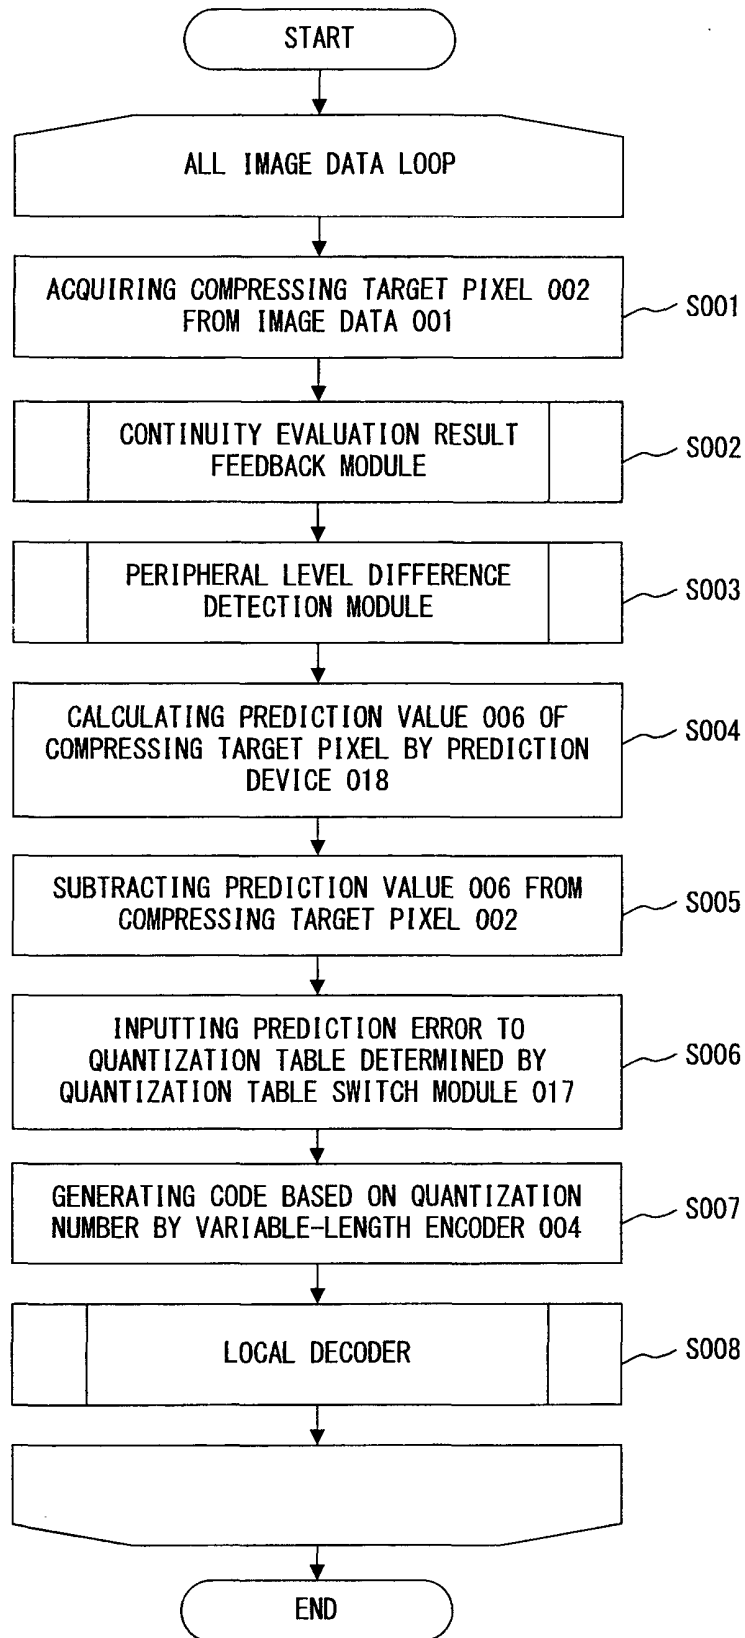 START
ALL IMAGE DATA LOOP
ACQUIRING COMPRESSING TARGET PIXEL 002
FROM IMAGE DATA 001
S001
CONTINUITY EVALUATION RESULT
FEEDBACK MODULE
S002
PERIPHERAL LEVEL DIFFERENCE
DETECTION MODULE
S003
CALCULATING PREDICTION VALUE 006 OF
COMPRESSING TARGET PIXEL BY PREDICTION
DEVICE 018
S004
SUBTRACTING PREDICTION VALUE 006 FROM
COMPRESSING TARGET PIXEL 002
S005
INPUTTING PREDICTION ERROR TO
QUANTIZATION TABLE DETERMINED BY
QUANTIZATION TABLE SWITCH MODULE 017
S006
GENERATING CODE BASED ON QUANTIZATION
NUMBER BY VARIABLE-LENGTH ENCODER 004
S007
LOCAL DECODER
S008
END